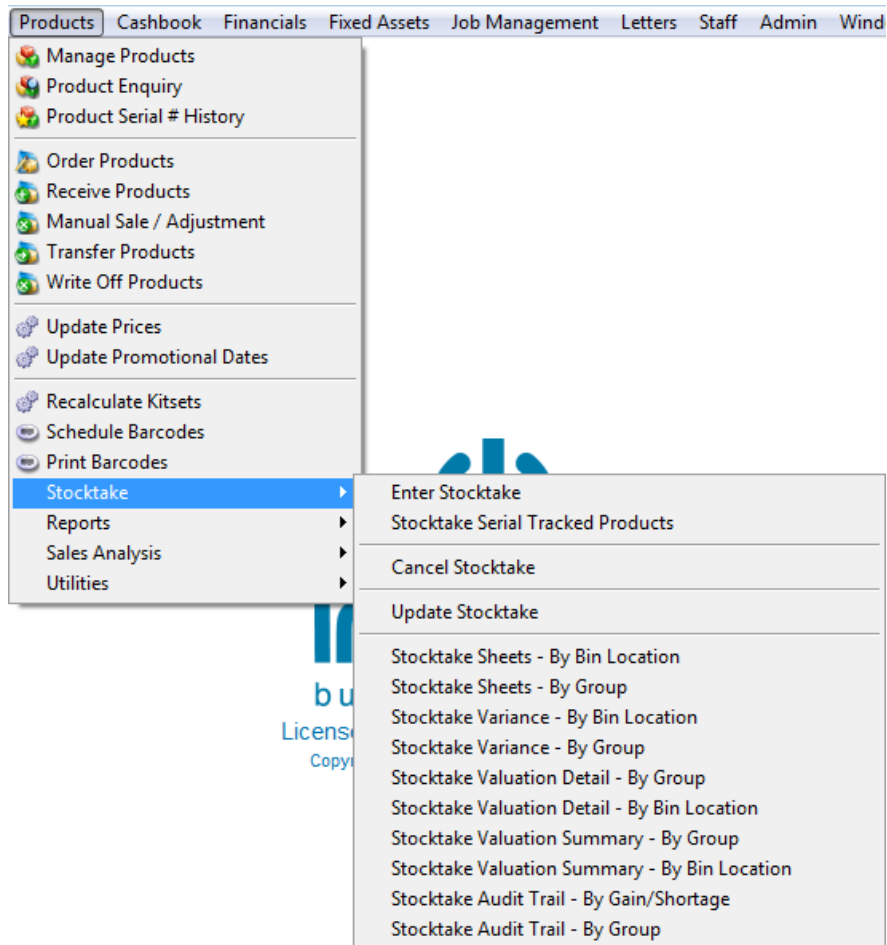 Products Cashbook Financials Fixed Assets Job Management Letters Staff Admin
Manage Products
Product Enquiry
Product Serial # History
Order Products
Receive Products
Manual Sale / Adjustment
Transfer Products
Write Off Products
Update Prices
Update Promotional Dates
Recalculate Kitsets
Schedule Barcodes
Print Barcodes
Stocktake
Reports
Sales Analysis
Utilities
Enter Stocktake
Stocktake Serial Tracked Products
Cancel Stocktake
Update Stocktake
Stocktake Sheets - By Bin Location
Stocktake Sheets - By Group
Stocktake Variance - By Bin Location
Stocktake Variance - By Group
Stocktake Valuation Detail - By Group
Stocktake Valuation Detail - By Bin Location
Stocktake Valuation Summary - By Group
Stocktake Valuation Summary - By Bin Location
Stocktake Audit Trail - By Gain/Shortage
Stocktake Audit Trail - By Group